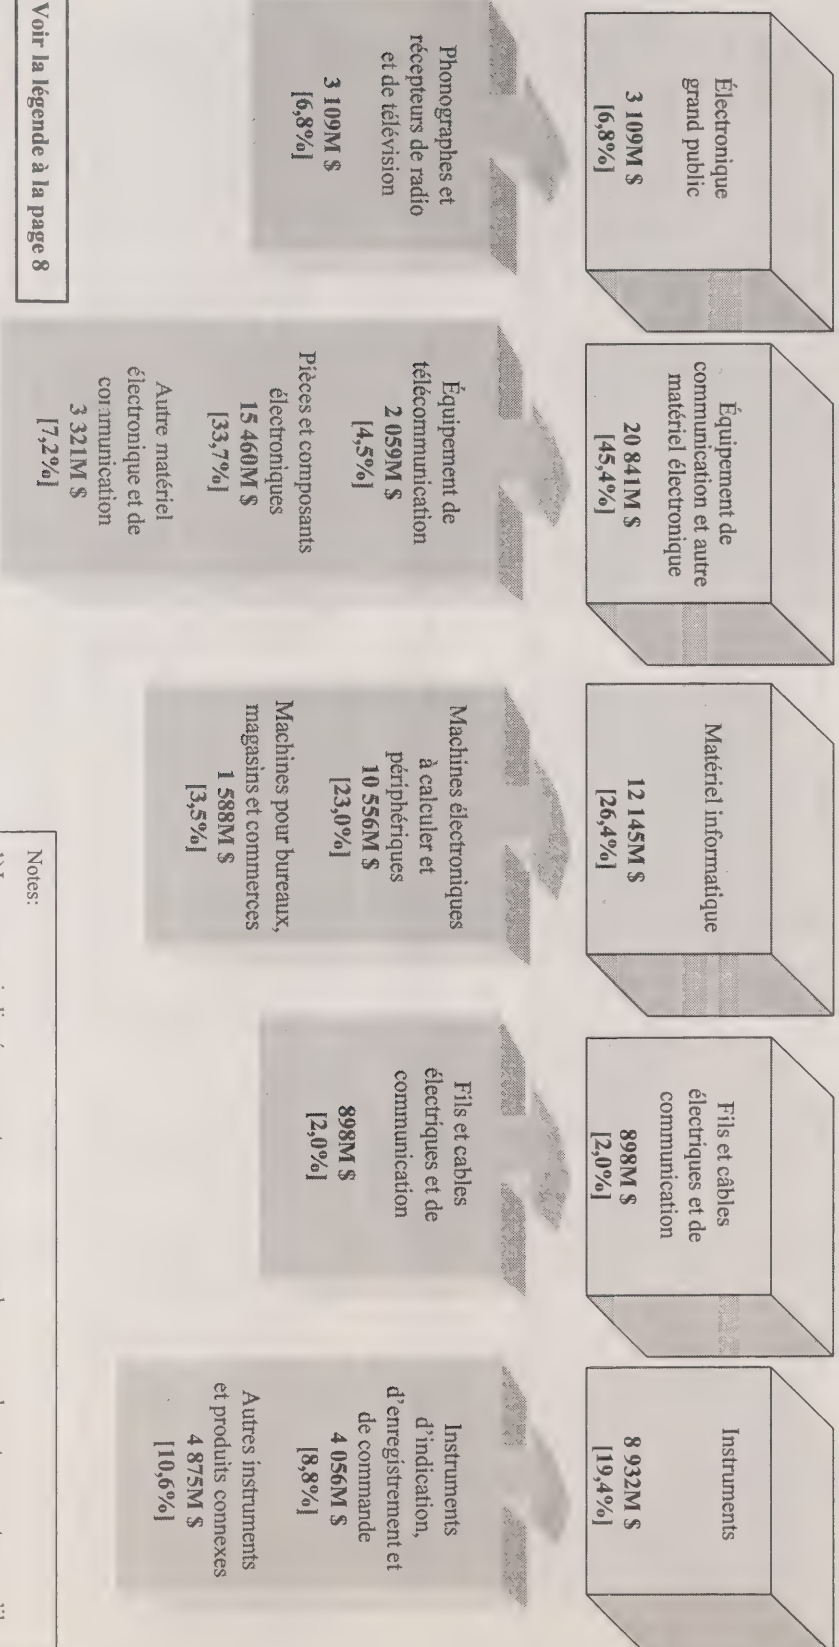 Électronique
grand public
3 109M $
[6,8%]
Équipement de
communication et autre
matériel électronique
20 841M $
[45,4%]
Matériel informatique
12 145M $
[26,4%]
Fils et câbles
électriques et de
communication
898M $
[2,0%]
Instruments
8 932M $
[19,4%]
Phonographes et
récepteurs de radio
et de télévision
3 109M $
[6,8%]
Équipement de
télécommunication
2 059M $
[4,5%]
Pièces et composants
électroniques
15 460M $
[33,7%]
Autre matériel
électronique et de
communication
3 321M $
[7,2%]
Machines électroniques
à calculer et
périphériques
10 556M $
[23,0%]
Machines pour bureaux,
magasins et commerces
1 588M $
[3,5%]
Fils et cables
électriques et de
communication
898M $
[2,0%]
Instruments
d'indication,
d'enregistrement et
de commande
4 056M $
[8,8%]
Autres instruments
et produits connexes
4 875M $
[10,6%]
Voir la légende à la page 8
Notes: